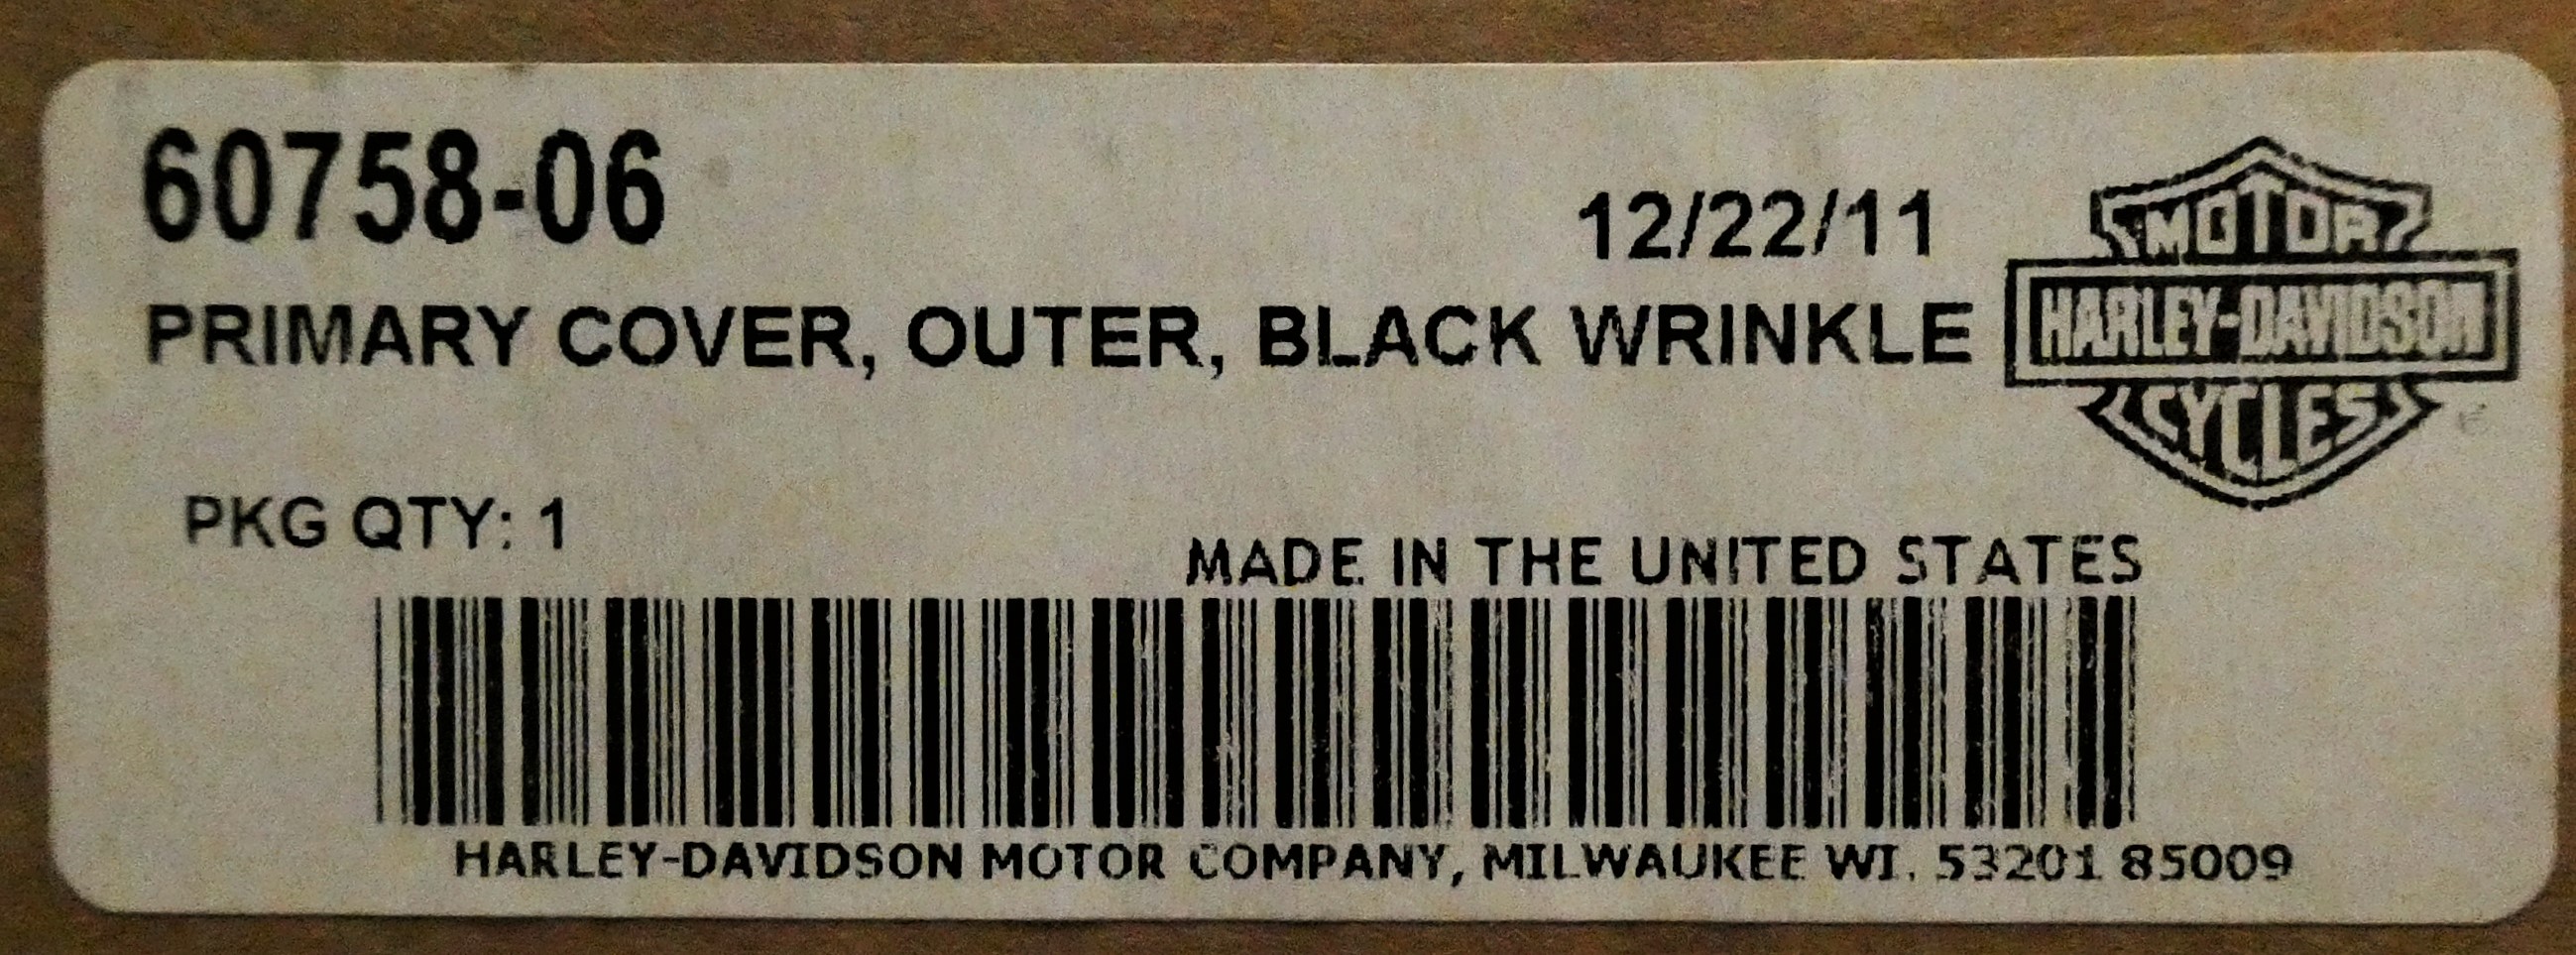 60758-06
12/22/11
PRIMARY COVER, OUTER, BLACK WRINKLE
MOTOR
HARLEY-DAVIDSON
CYCLES
PKG QTY: 1
MADE IN THE UNITED STATES
HARLEY-DAVIDSON MOTOR COMPANY, MILWAUKEE WI. 53201 85009